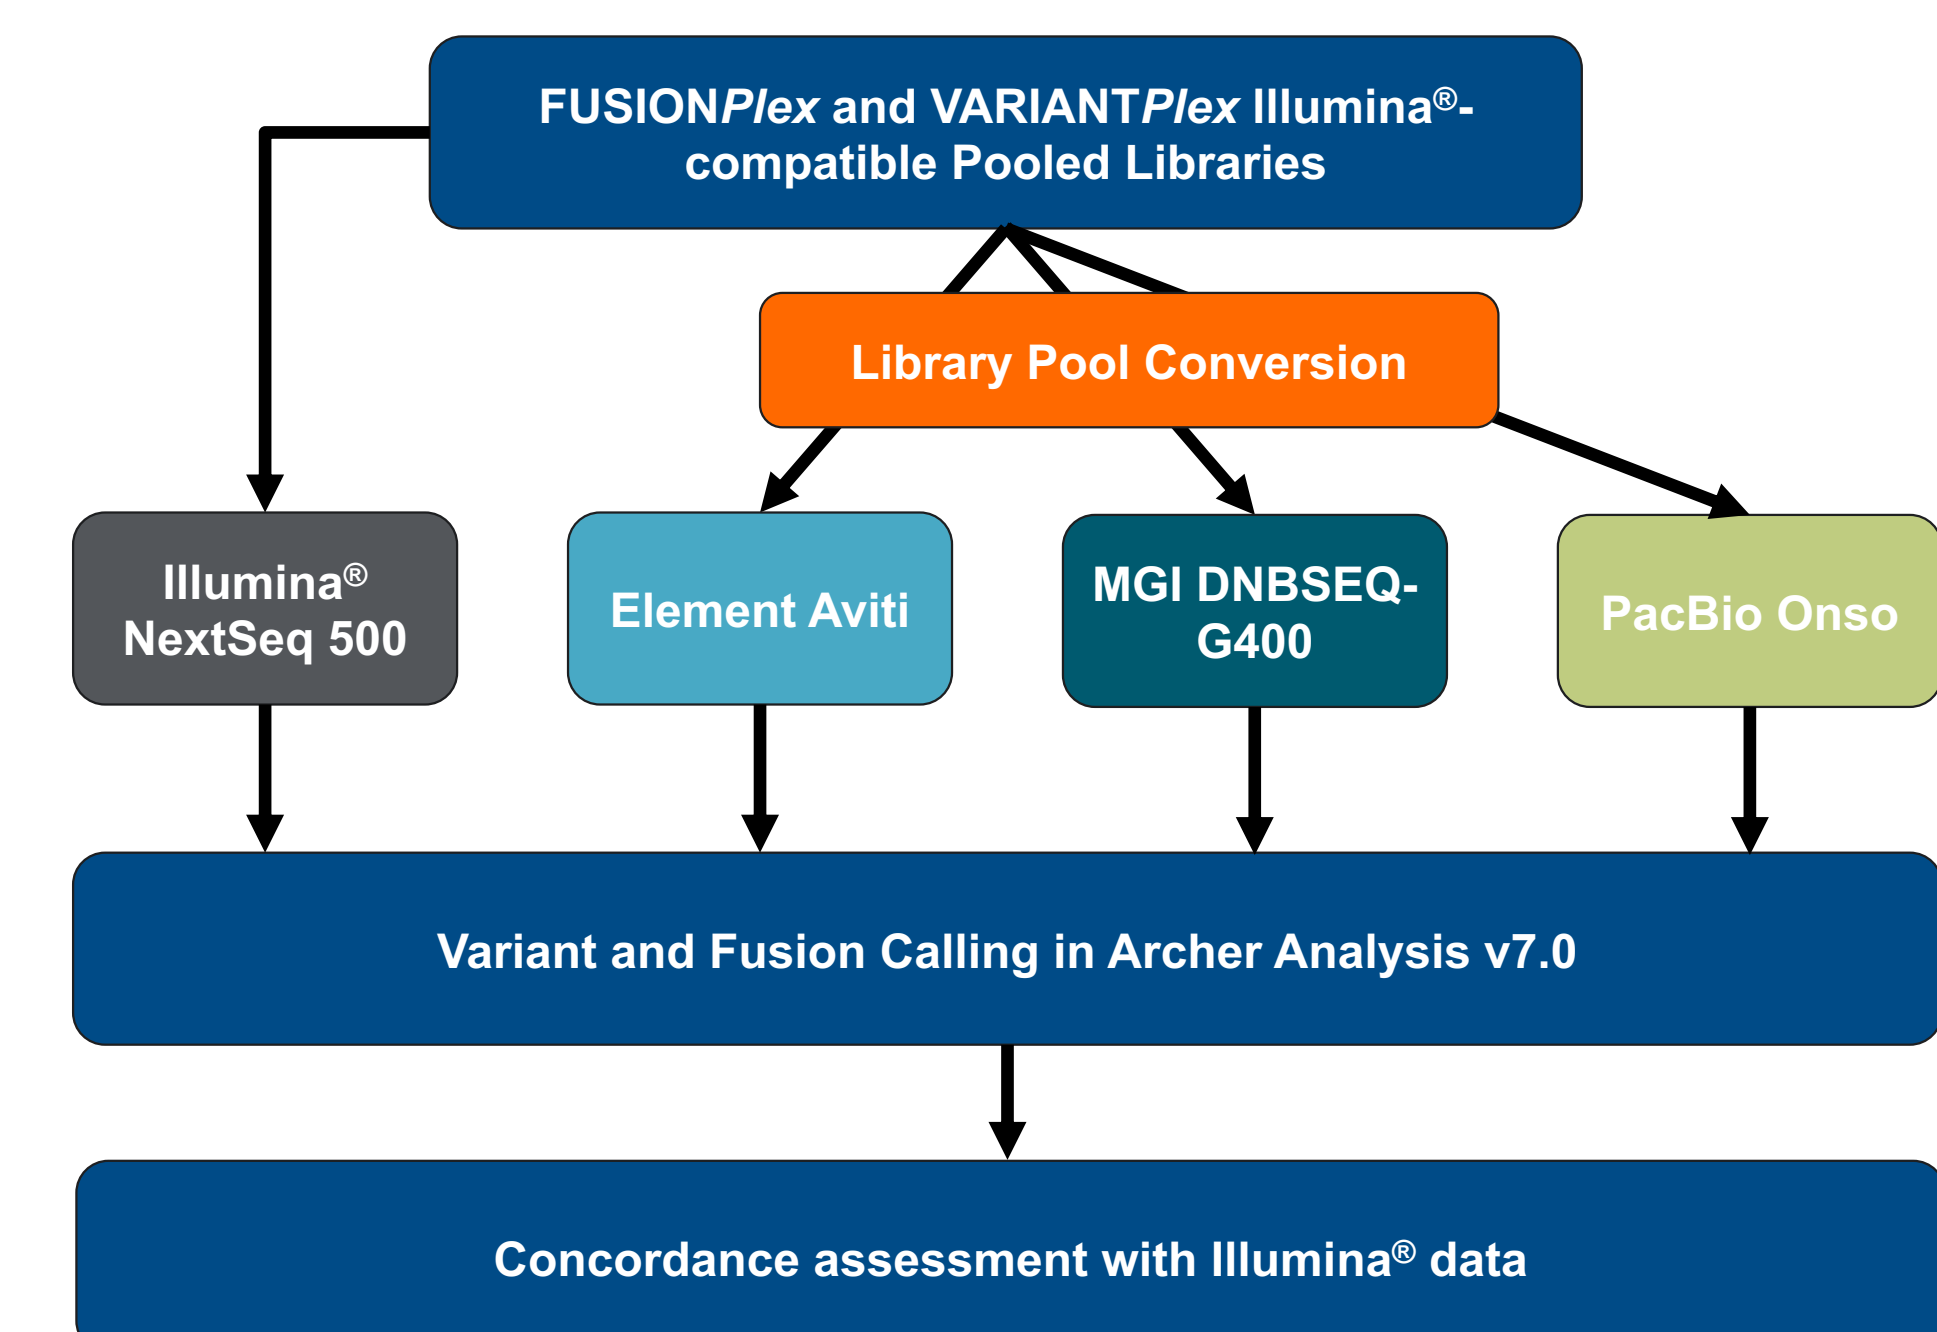 FUSIONPlex and VARIANTPlex Illumina®-
compatible Pooled Libraries
Library Pool Conversion
Illumina®
NextSeq 500
Element Aviti
MGI DNBSEQ-
G400
PacBio Onso
Variant and Fusion Calling in Archer Analysis v7.0
Concordance assessment with Illumina® data